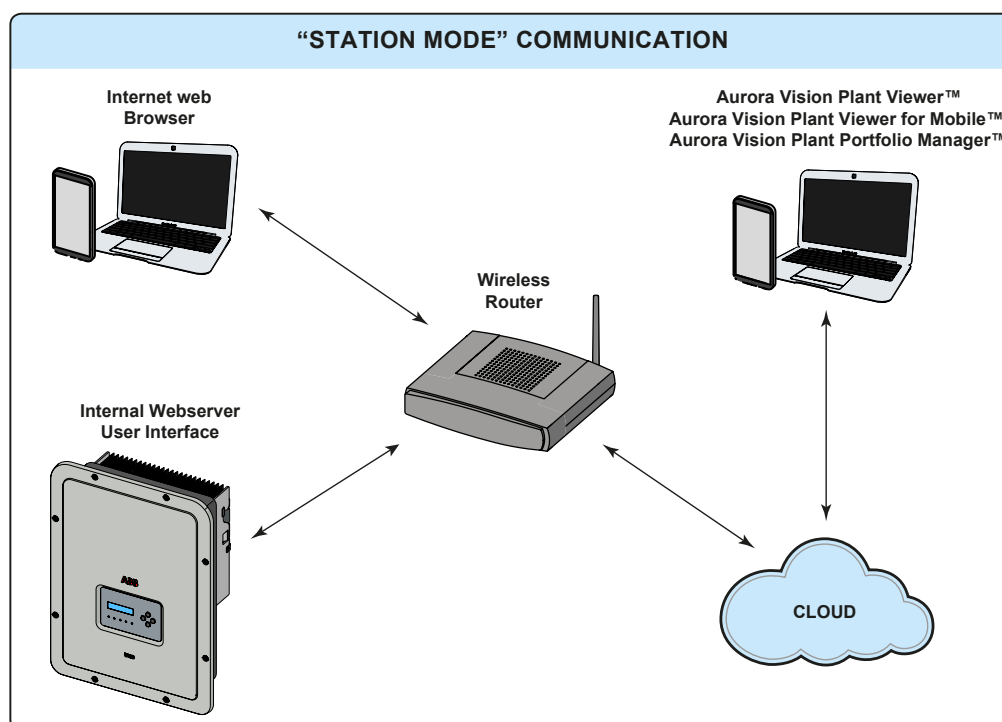 “STATION MODE” COMMUNICATION
Internet web
Browser
Aurora Vision Plant Viewer™
Aurora Vision Plant Viewer for Mobile™
Aurora Vision Plant Portfolio Manager™
Wireless
Router
Internal Webserver
User Interface
ABB
CLOUD